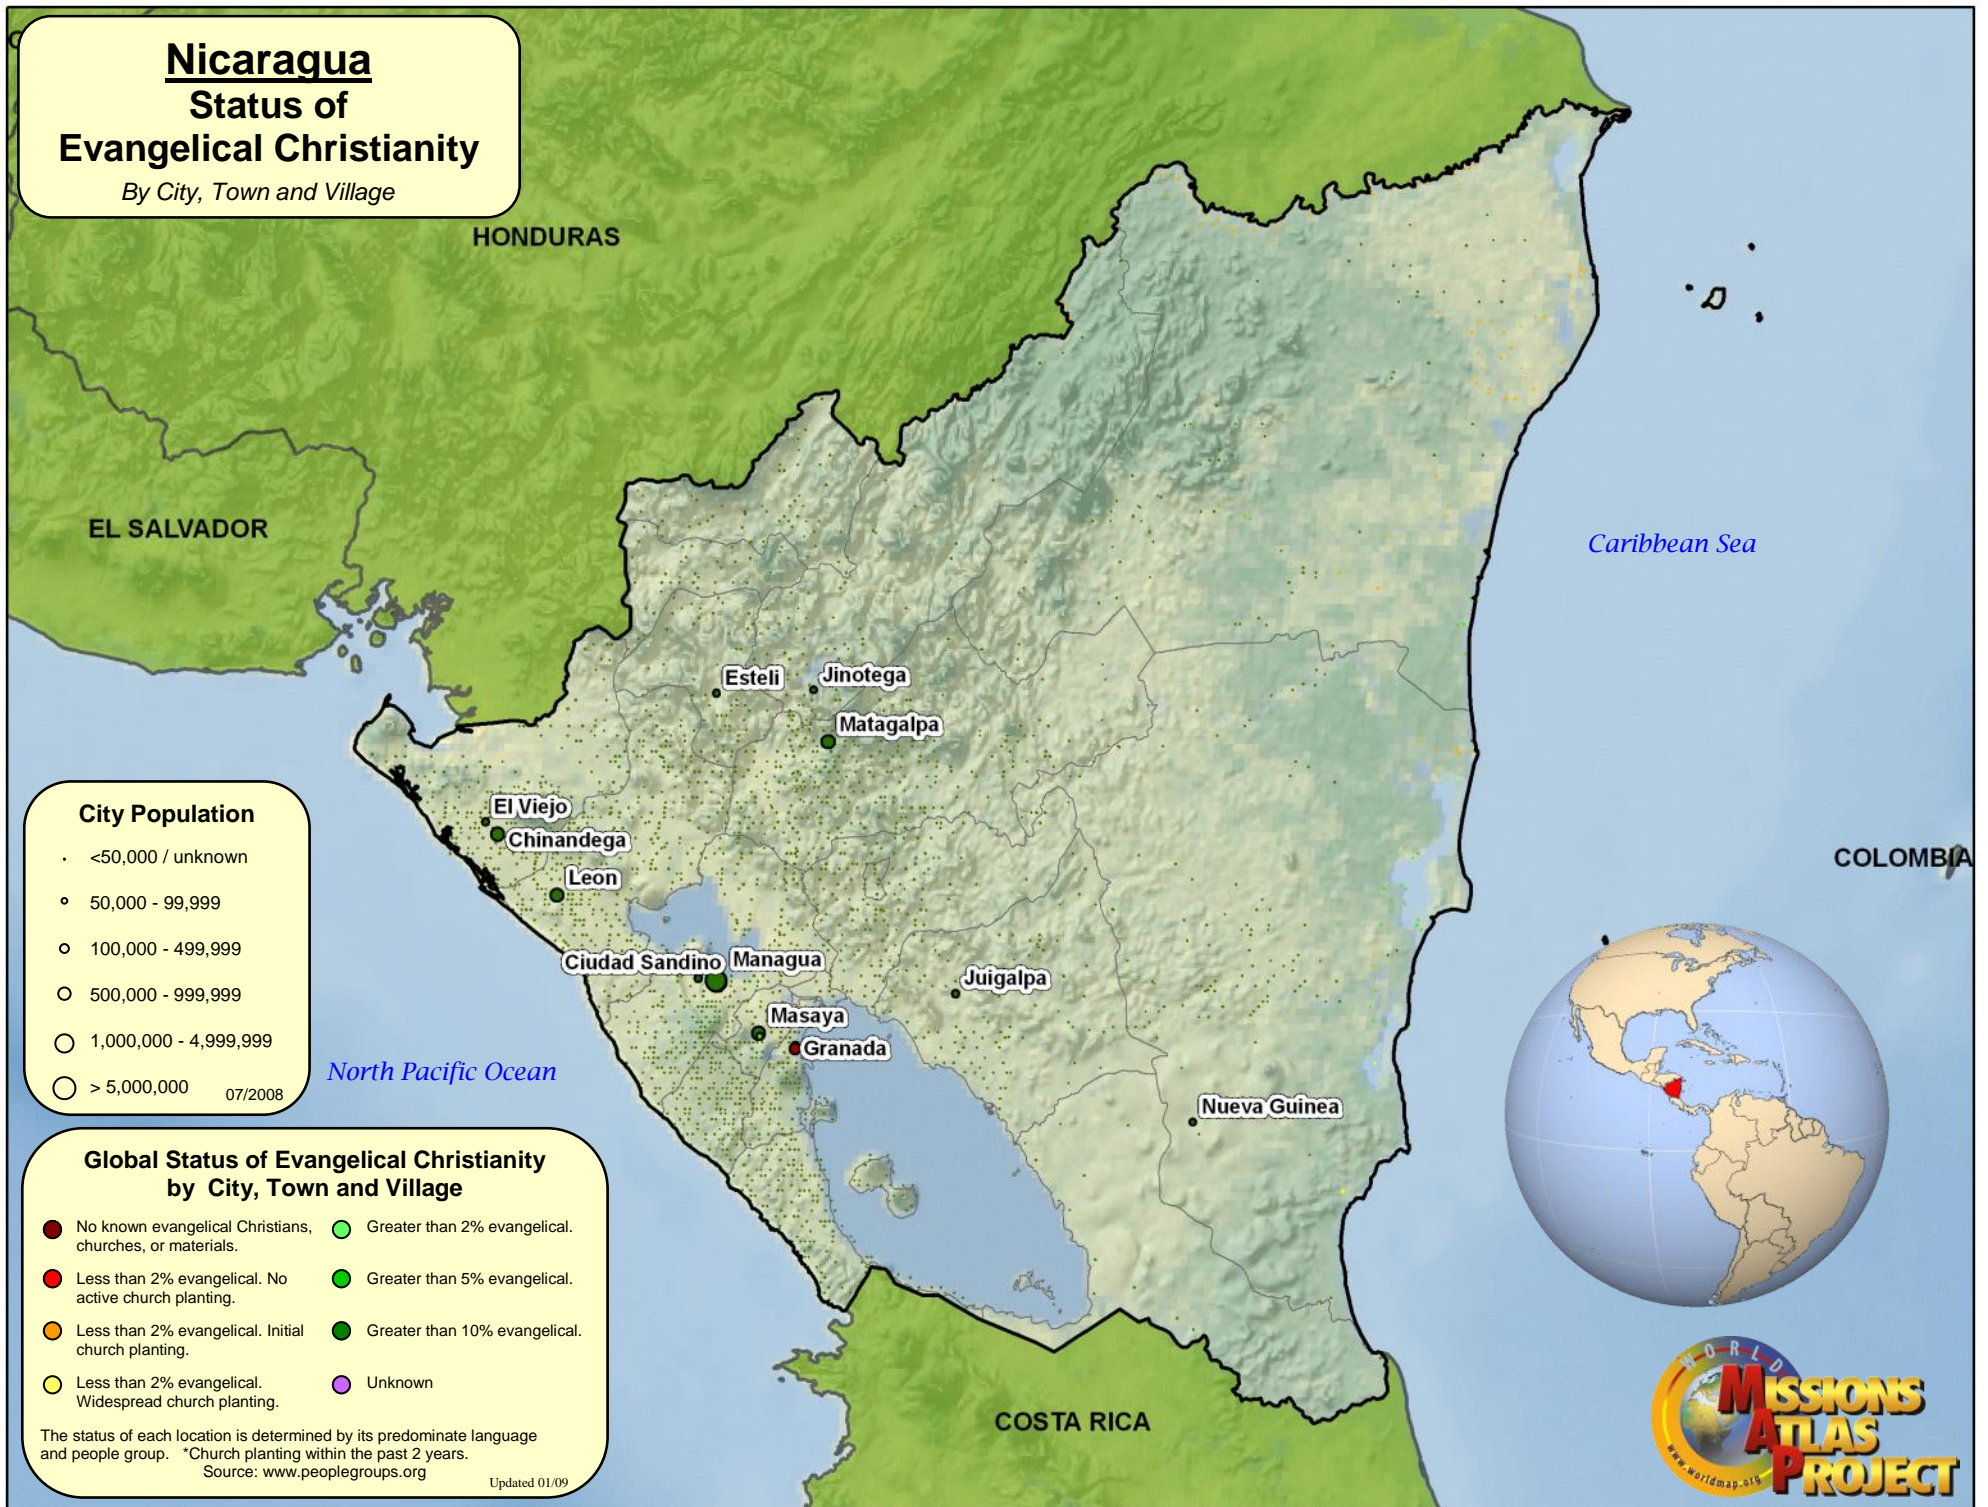 Nicaragua
Status of
Evangelical Christianity
By City, Town and Village
HONDURAS
EL SALVADOR
Caribbean Sea
Esteli
Jinotega
Matagalpa
El Viejo
Chinandega
Leon
Ciudad Sandino
Managua
Juigalpa
Masaya
Granada
Nueva Guinea
COLOMBIA
North Pacific Ocean
COSTA RICA
City Population
<50,000 / unknown
50,000 - 99,999
100,000 - 499,999
500,000 - 999,999
1,000,000 - 4,999,999
> 5,000,000
07/2008
Global Status of Evangelical Christianity
by City, Town and Village
No known evangelical Christians,
churches, or materials.
Less than 2% evangelical. No
active church planting.
Less than 2% evangelical. Initial
church planting.
Less than 2% evangelical.
Widespread church planting.
Greater than 2% evangelical.
Greater than 5% evangelical.
Greater than 10% evangelical.
Unknown
The status of each location is determined by its predominate language
and people group. *Church planting within the past 2 years.
Source: www.peoplegroups.org
Updated 01/09
WORLD
MISSIONS
ATLAS
PROJECT
www.worldmap.org